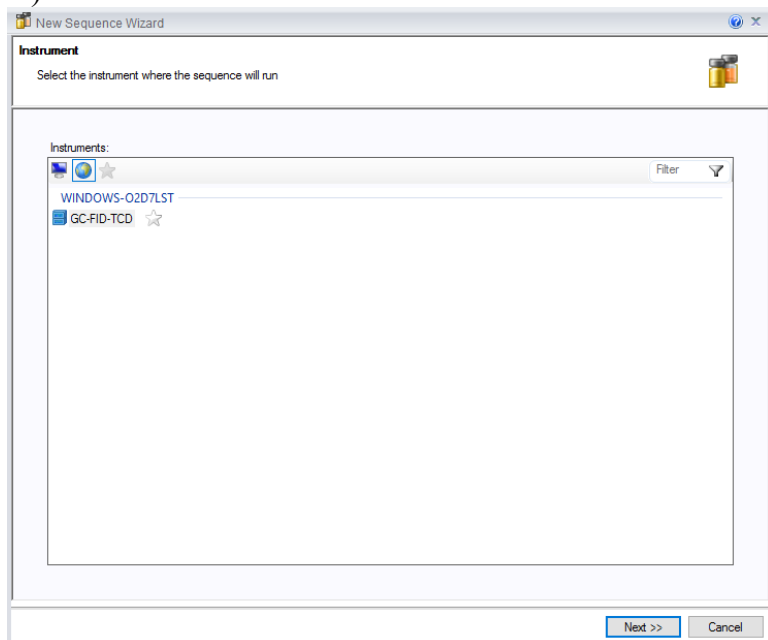 )
New Sequence Wizard
Instrument
Select the instrument where the sequence will run
Instruments:
Filter
WINDOWS-O2D7LST
GC-FID-TCD
Next >>
Cancel